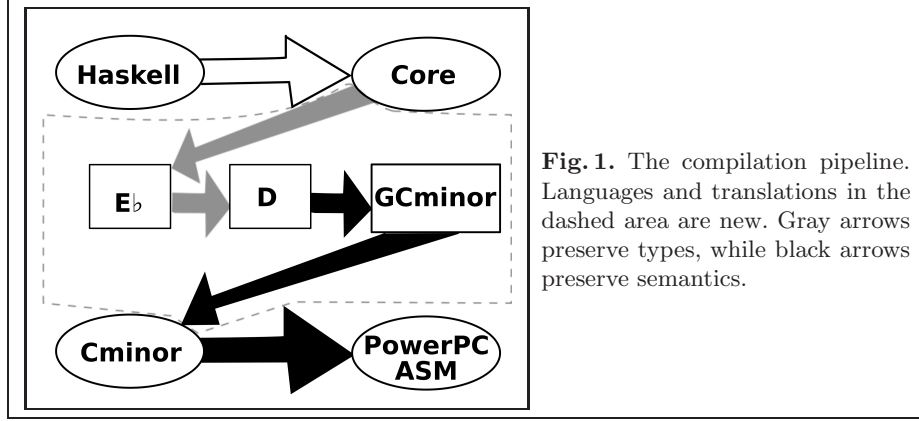 Haskell
Core
E♭
D
GCminor
Cminor
PowerPC
ASM
Fig. 1. The compilation pipeline.
Languages and translations in the
dashed area are new. Gray arrows
preserve types, while black arrows
preserve semantics.